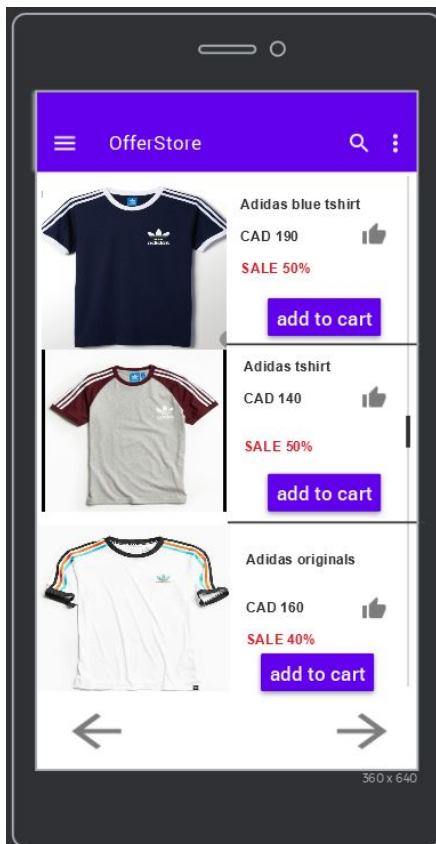 OfferStore
Adidas blue tshirt
CAD 190
SALE 50%
add to cart
Adidas tshirt
CAD 140
SALE 50%
add to cart
Adidas originals
CAD 160
SALE 40%
add to cart
360 x 640